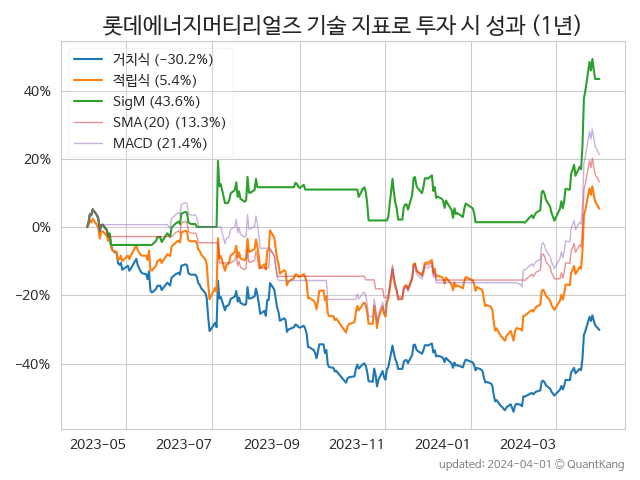 롯데에너지머티리얼즈 기술 지표로 투자 시 성과 (1년)
거치식 (−30.2%)
적립식 (5.4%)
SigM (43.6%)
SMA(20) (13.3%)
MACD (21.4%)
40%
20%
0%
−20%
−40%
2023-05 2023-07 2023-09 2023-11 2024-01 2024-03
updated: 2024-04-01 © QuantKang